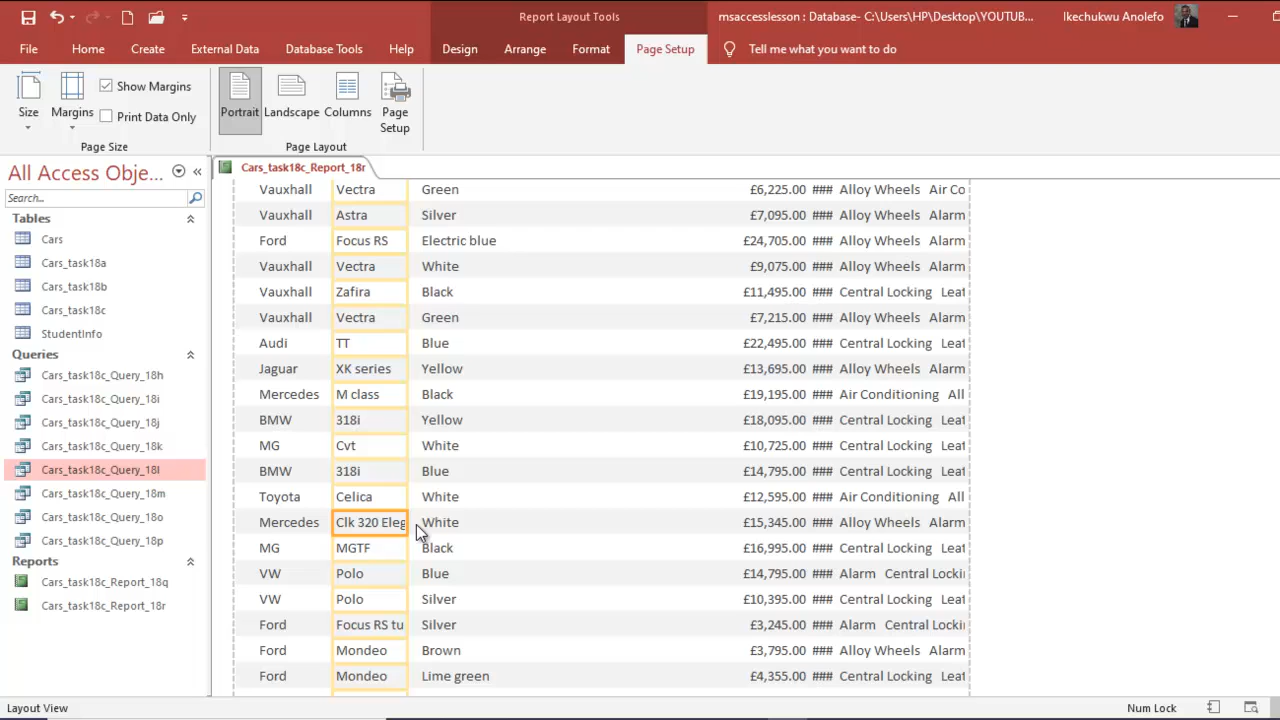 Report Layout Tools
msaccesslesson : Database- C:\Users\HP\Desktop\YOUTUB...
Ikechukwu Anolefo
File Home Create External Data Database Tools Help Design Arrange Format Page Setup Tell me what you want to do
Size Margins Show Margins Print Data Only
Portrait Landscape Columns Page Setup
Page Size Page Layout
All Access Obje...
Search...
Tables
Cars
Cars_task18a
Cars_task18b
Cars_task18c
StudentInfo
Queries
Cars_task18c_Query_18h
Cars_task18c_Query_18i
Cars_task18c_Query_18j
Cars_task18c_Query_18k
Cars_task18c_Query_18l
Cars_task18c_Query_18m
Cars_task18c_Query_18o
Cars_task18c_Query_18p
Reports
Cars_task18c_Report_18q
Cars_task18c_Report_18r
Cars_task18c_Report_18r
Vauxhall Vectra Green £6,225.00 ### Alloy Wheels Air Co
Vauxhall Astra Silver £7,095.00 ### Alloy Wheels Alarm
Ford Focus RS Electric blue £24,705.00 ### Alloy Wheels Alarm
Vauxhall Vectra White £9,075.00 ### Alloy Wheels Alarm
Vauxhall Zafira Black £11,495.00 ### Central Locking Leat
Vauxhall Vectra Green £7,215.00 ### Alloy Wheels Alarm
Audi TT Blue £22,495.00 ### Central Locking Leat
Jaguar XK series Yellow £13,695.00 ### Alloy Wheels Alarm
Mercedes M class Black £19,195.00 ### Air Conditioning All
BMW 318i Yellow £18,095.00 ### Central Locking Leat
MG Cvt White £10,725.00 ### Central Locking Leat
BMW 318i Blue £14,795.00 ### Central Locking Leat
Toyota Celica White £12,595.00 ### Air Conditioning All
Mercedes Clk 320 Eleg White £15,345.00 ### Alloy Wheels Alarm
MG MGTF Black £16,995.00 ### Central Locking Leat
VW Polo Blue £14,795.00 ### Alarm Central Locki
VW Polo Silver £10,395.00 ### Central Locking Leat
Ford Focus RS tu Silver £3,245.00 ### Alarm Central Locki
Ford Mondeo Brown £3,795.00 ### Alloy Wheels Alarm
Ford Mondeo Lime green £4,355.00 ### Central Locking Leat
Layout View Num Lock